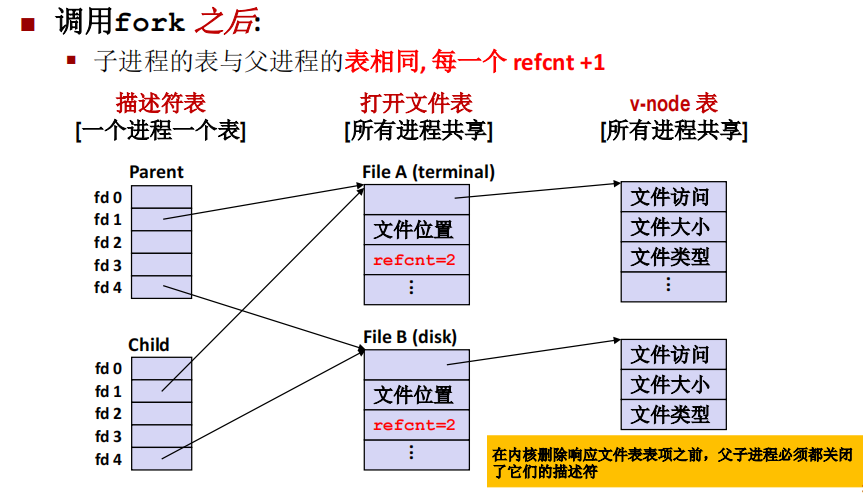 ■ 调用fork 之后:
▪ 子进程的表与父进程的表相同, 每一个 refcnt +1
描述符表 打开文件表 v-node 表
[一个进程一个表] [所有进程共享] [所有进程共享]
Parent
fd 0
fd 1
fd 2
fd 3
fd 4
File A (terminal)
文件位置
refcnt=2
⋮
文件访问
文件大小
文件类型
⋮
Child
fd 0
fd 1
fd 2
fd 3
fd 4
File B (disk)
文件位置
refcnt=2
⋮
文件访问
文件大小
文件类型
在内核删除响应文件表表项之前，父子进程必须都关闭
了它们的描述符